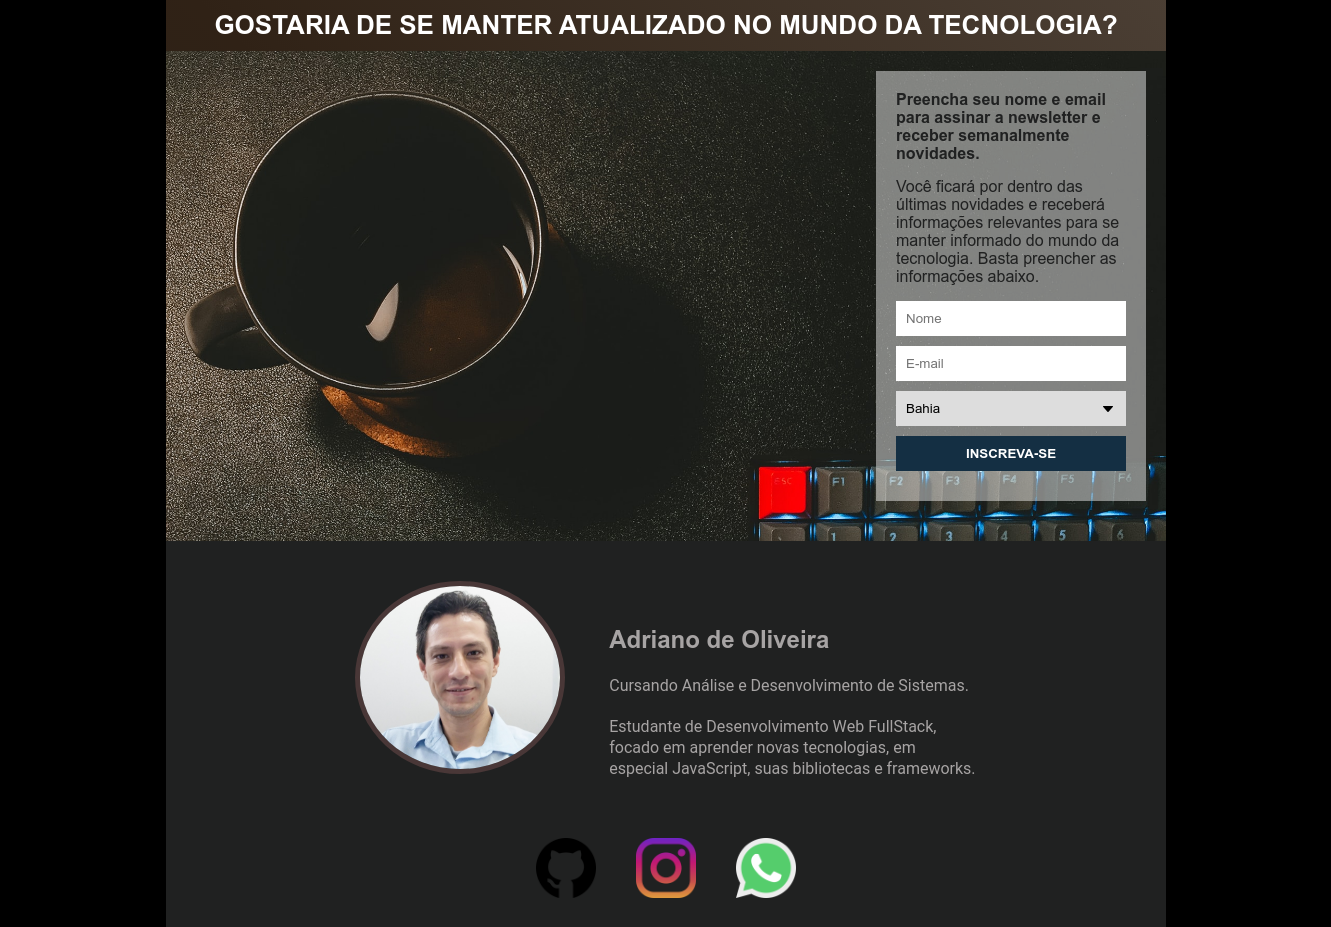 GOSTARIA DE SE MANTER ATUALIZADO NO MUNDO DA TECNOLOGIA?
Preencha seu nome e email
para assinar a newsletter e
receber semanalmente
novidades.
Você ficará por dentro das
últimas novidades e receberá
informações relevantes para se
manter informado do mundo da
tecnologia. Basta preencher as
informações abaixo.
Nome
E-mail
Bahia
INSCREVA-SE
ESC F1 F2 F3 F4 F5 F6
1 2 3 4 5 6
Adriano de Oliveira
Cursando Análise e Desenvolvimento de Sistemas.
Estudante de Desenvolvimento Web FullStack,
focado em aprender novas tecnologias, em
especial JavaScript, suas bibliotecas e frameworks.